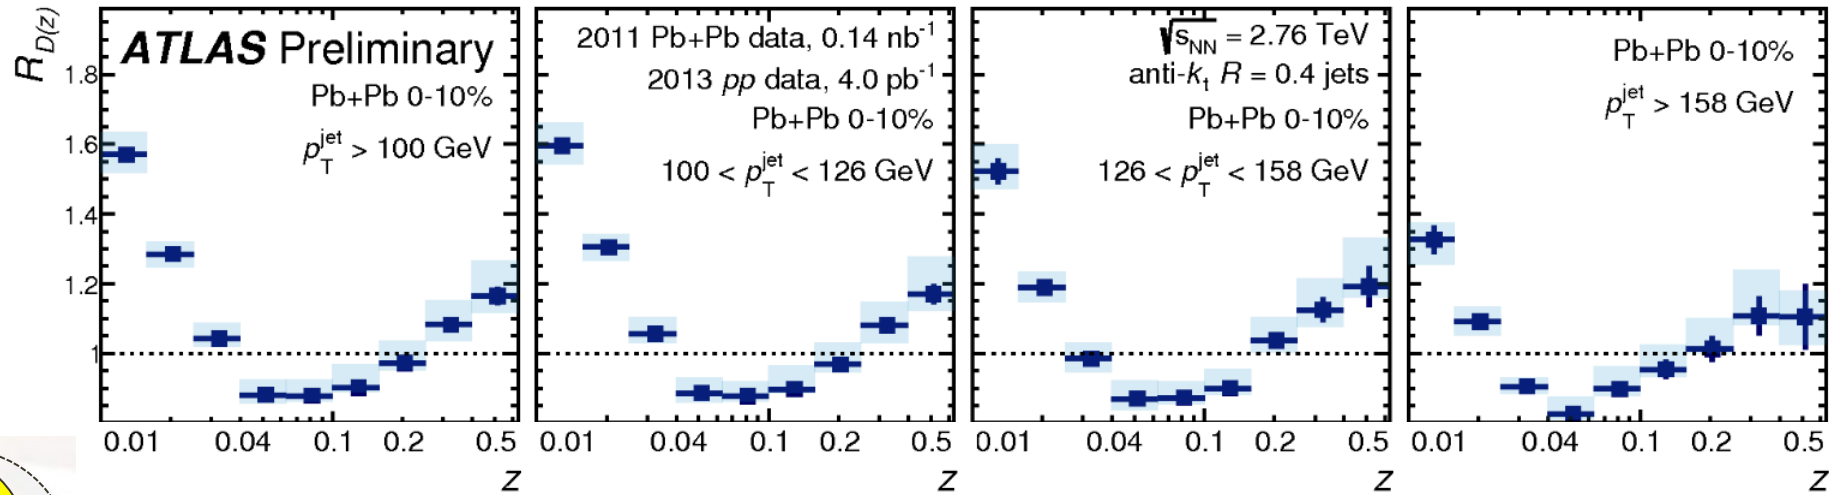 R_D(z)
1.8
1.6
1.4
1.2
1
ATLAS Preliminary
Pb+Pb 0-10%
p_T^jet > 100 GeV
0.01 0.04 0.1 0.2 0.5
z
2011 Pb+Pb data, 0.14 nb⁻¹
2013 pp data, 4.0 pb⁻¹
Pb+Pb 0-10%
100 < p_T^jet < 126 GeV
0.01 0.04 0.1 0.2 0.5
z
√s_NN = 2.76 TeV
anti-k_t R = 0.4 jets
Pb+Pb 0-10%
126 < p_T^jet < 158 GeV
0.01 0.04 0.1 0.2 0.5
z
Pb+Pb 0-10%
p_T^jet > 158 GeV
0.01 0.04 0.1 0.2 0.5
z